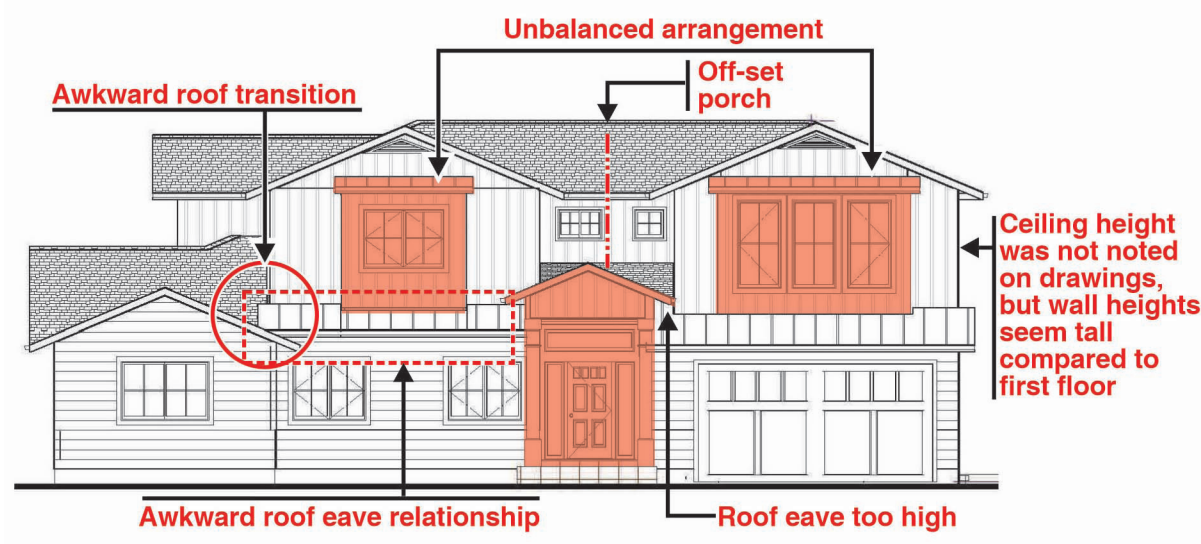 Unbalanced arrangement
Off-set
porch
Awkward roof transition
Ceiling height
was not noted
on drawings,
but wall heights
seem tall
compared to
first floor
Awkward roof eave relationship
Roof eave too high